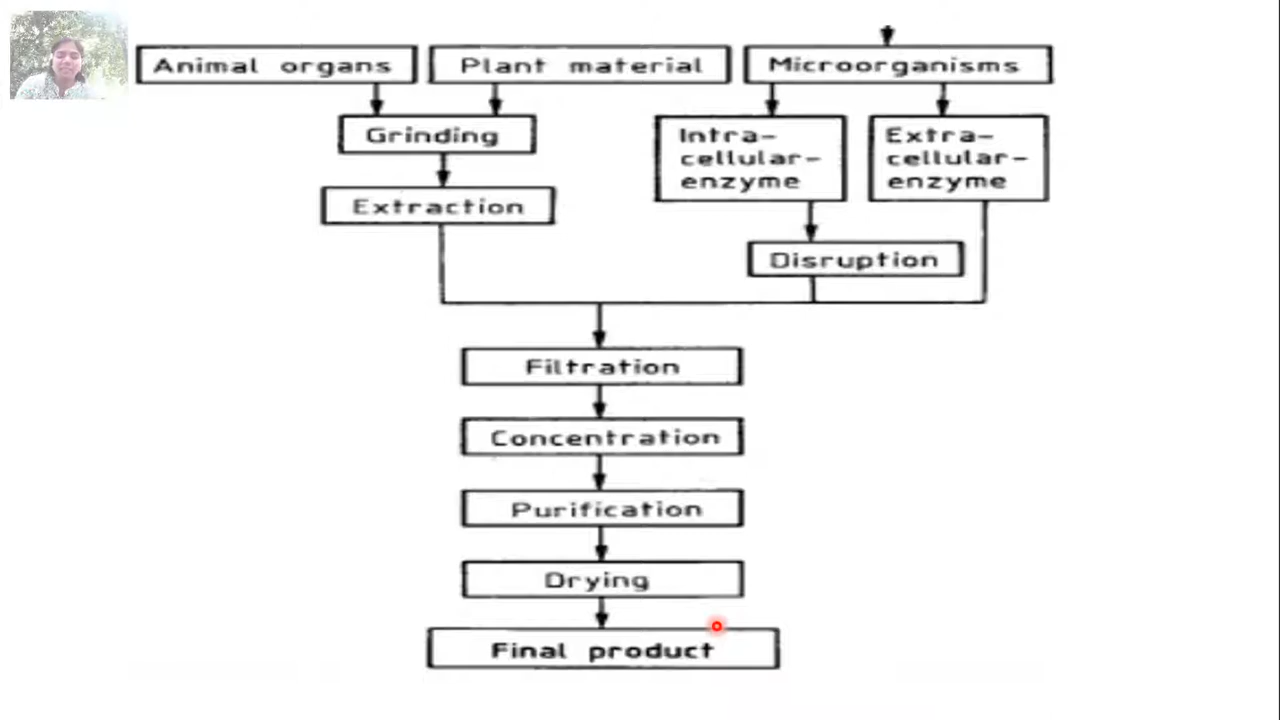 Animal organs
Plant material
Microorganisms
Grinding
Intra-
cellular-
enzyme
Extra-
cellular-
enzyme
Extraction
Disruption
Filtration
Concentration
Purification
Drying
Final product